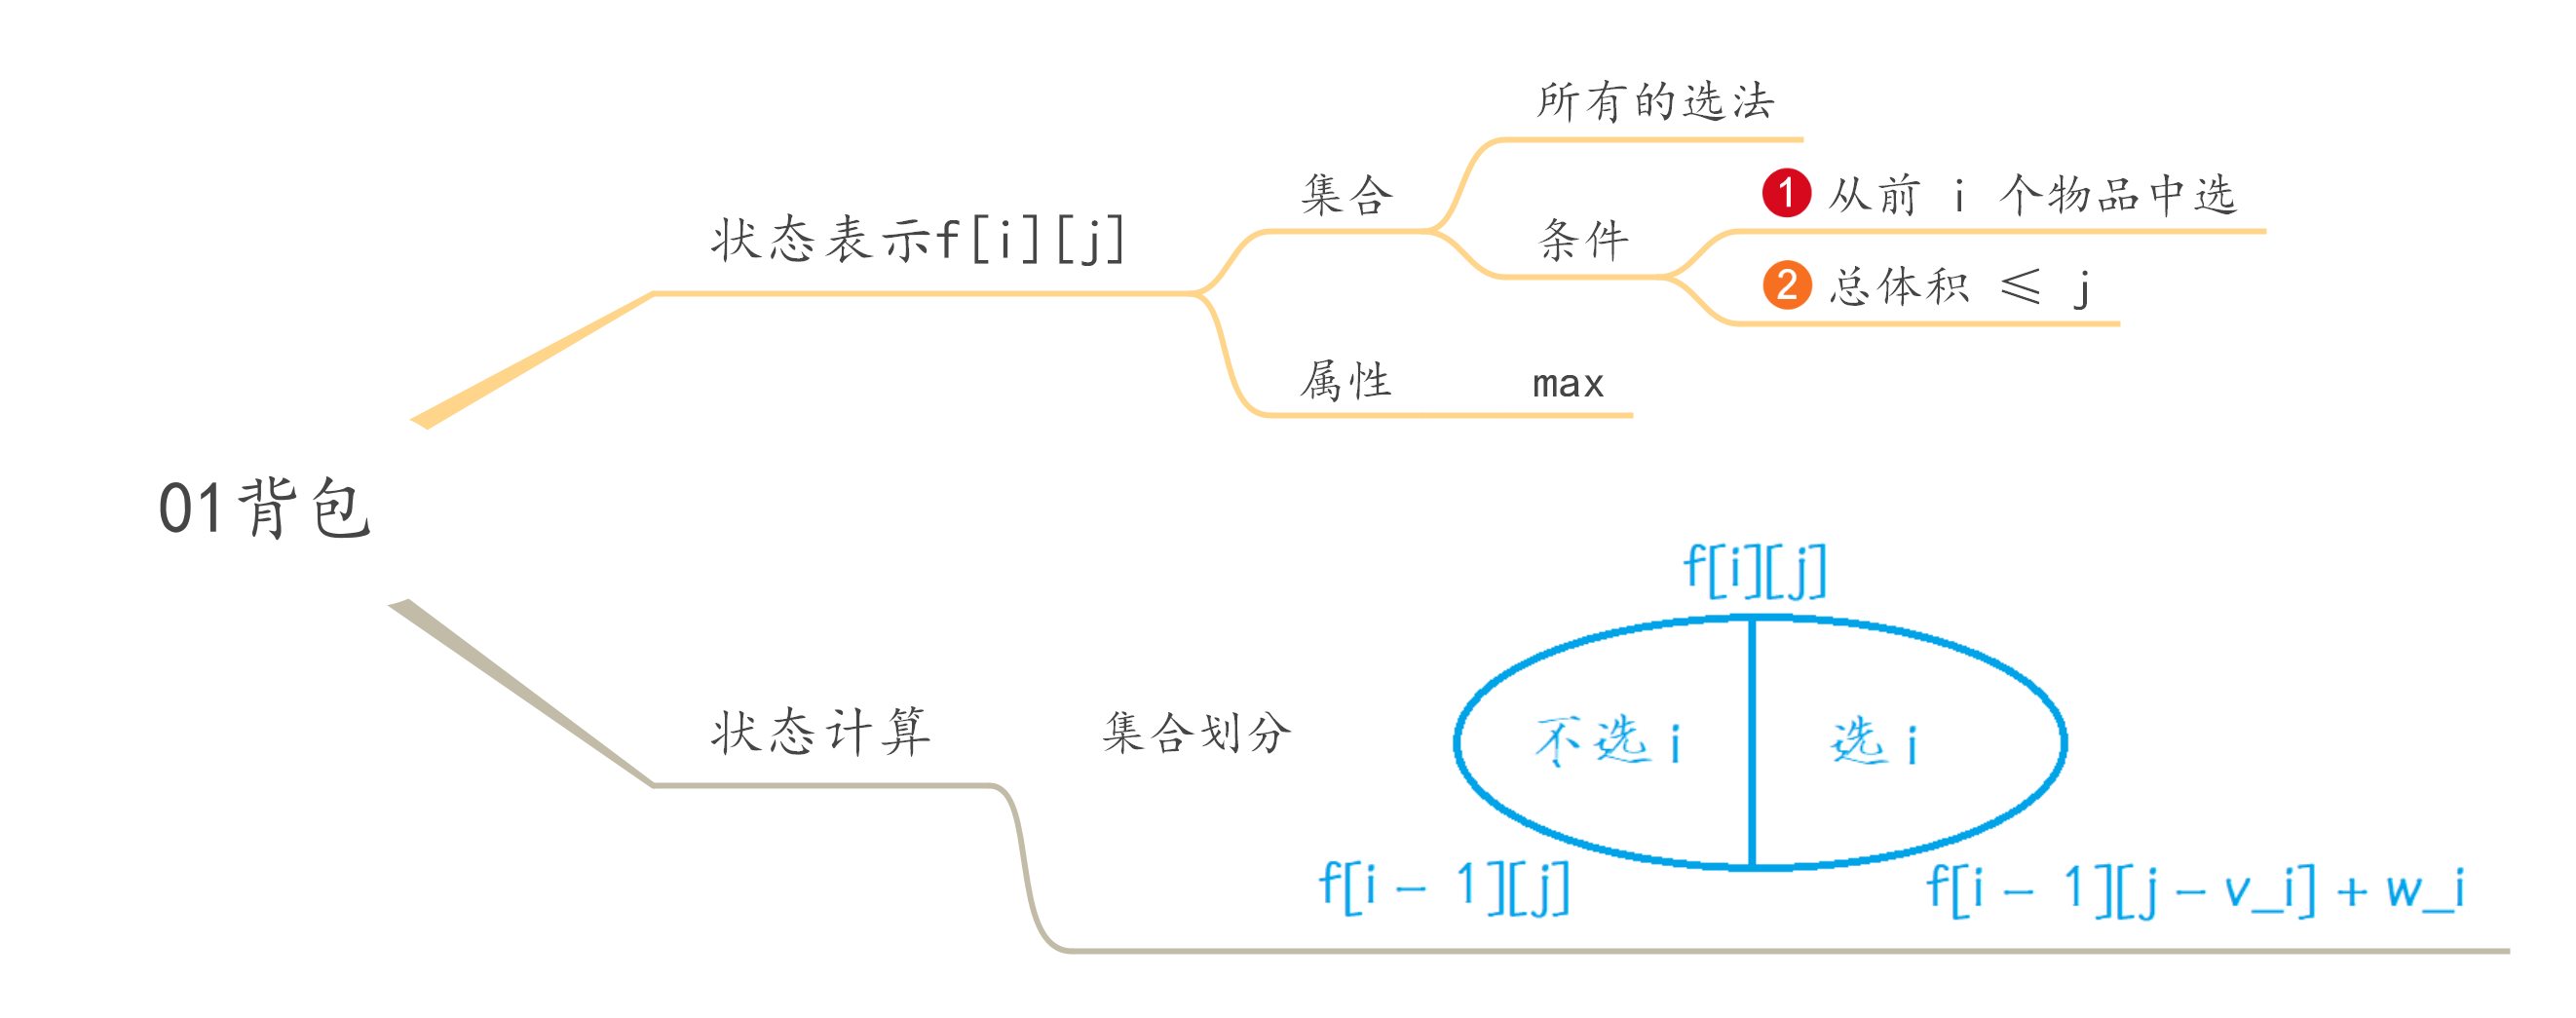 01背包
状态表示f[i][j]
集合
所有的选法
条件
1 从前 i 个物品中选
2 总体积 ≤ j
属性
max
状态计算
集合划分
f[i][j]
不选 i
选 i
f[i - 1][j]
f[i - 1][j - v_i] + w_i